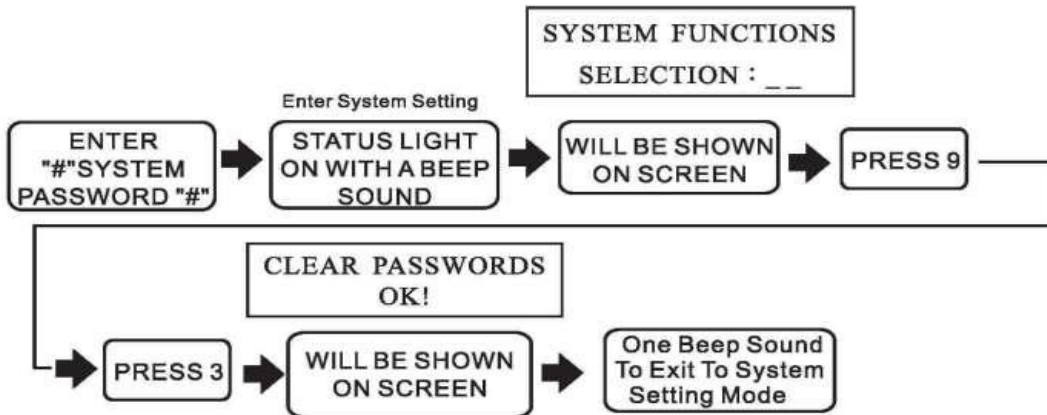 SYSTEM FUNCTIONS
SELECTION : _ _
Enter System Setting
ENTER
"#"SYSTEM
PASSWORD "#"
STATUS LIGHT
ON WITH A BEEP
SOUND
WILL BE SHOWN
ON SCREEN
PRESS 9
CLEAR PASSWORDS
OK!
PRESS 3
WILL BE SHOWN
ON SCREEN
One Beep Sound
To Exit To System
Setting Mode